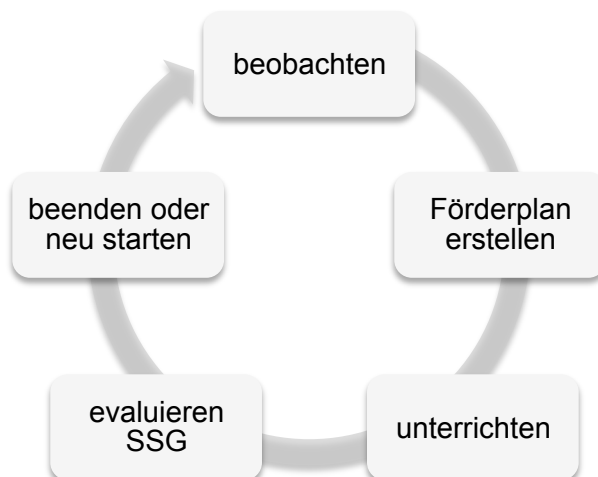 beobachten
Förderplan
erstellen
unterrichten
evaluieren
SSG
beenden oder
neu starten